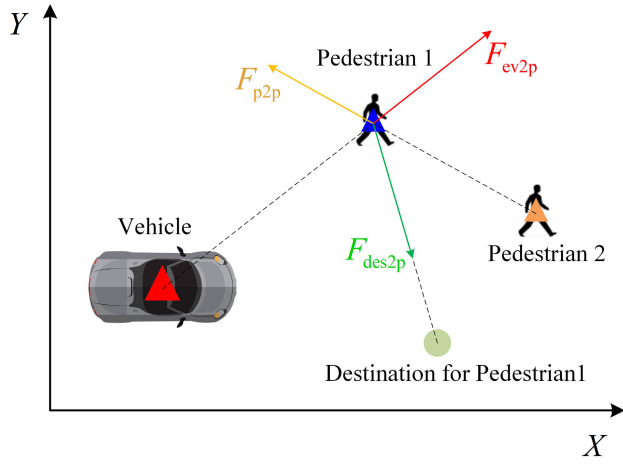 Y
Pedestrian 1
F_ev2p
F_p2p
Vehicle
F_des2p
Pedestrian 2
Destination for Pedestrian1
X